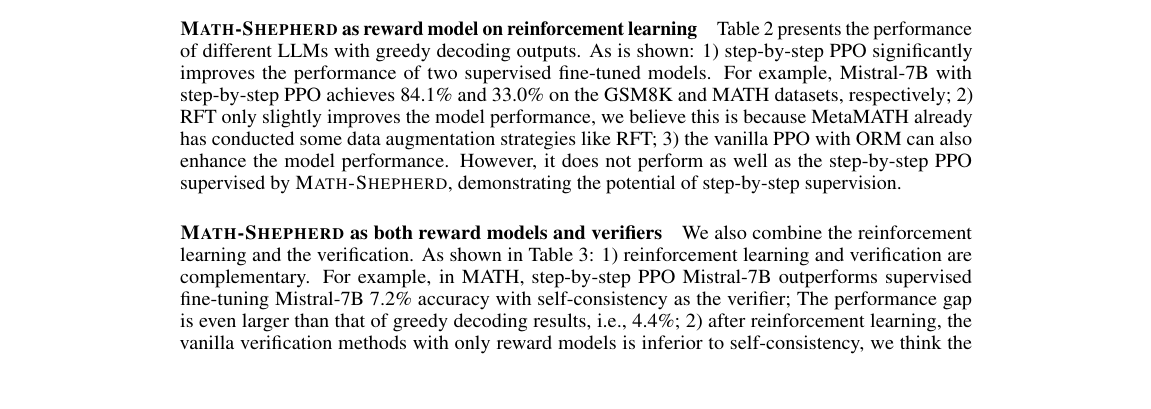 MATH-SHEPHERD as reward model on reinforcement learning Table 2 presents the performance
of different LLMs with greedy decoding outputs. As is shown: 1) step-by-step PPO significantly
improves the performance of two supervised fine-tuned models. For example, Mistral-7B with
step-by-step PPO achieves 84.1% and 33.0% on the GSM8K and MATH datasets, respectively; 2)
RFT only slightly improves the model performance, we believe this is because MetaMATH already
has conducted some data augmentation strategies like RFT; 3) the vanilla PPO with ORM can also
enhance the model performance. However, it does not perform as well as the step-by-step PPO
supervised by MATH-SHEPHERD, demonstrating the potential of step-by-step supervision.
MATH-SHEPHERD as both reward models and verifiers We also combine the reinforcement
learning and the verification. As shown in Table 3: 1) reinforcement learning and verification are
complementary. For example, in MATH, step-by-step PPO Mistral-7B outperforms supervised
fine-tuning Mistral-7B 7.2% accuracy with self-consistency as the verifier; The performance gap
is even larger than that of greedy decoding results, i.e., 4.4%; 2) after reinforcement learning, the
vanilla verification methods with only reward models is inferior to self-consistency, we think the